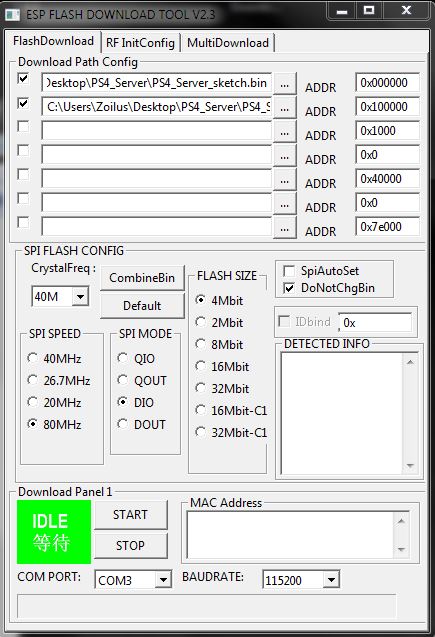 ESP FLASH DOWNLOAD TOOL V2.3
FlashDownload RF InitConfig MultiDownload
Download Path Config
Desktop\PS4_Server\PS4_Server_sketch.bin ... ADDR 0x000000
C:\Users\Zoilus\Desktop\PS4_Server\PS4_S ... ADDR 0x100000
... ADDR 0x1000
... ADDR 0x0
... ADDR 0x40000
... ADDR 0x0
... ADDR 0x7e000
SPI FLASH CONFIG
CrystalFreq :
40M
CombineBin
Default
SPI SPEED
40MHz
26.7MHz
20MHz
80MHz
SPI MODE
QIO
QOUT
DIO
DOUT
FLASH SIZE
4Mbit
2Mbit
8Mbit
16Mbit
32Mbit
16Mbit-C1
32Mbit-C1
SpiAutoSet
DoNotChgBin
IDbind ,0x
DETECTED INFO
Download Panel 1
IDLE
等待
START
STOP
MAC Address
COM PORT: COM3 BAUDRATE: 115200